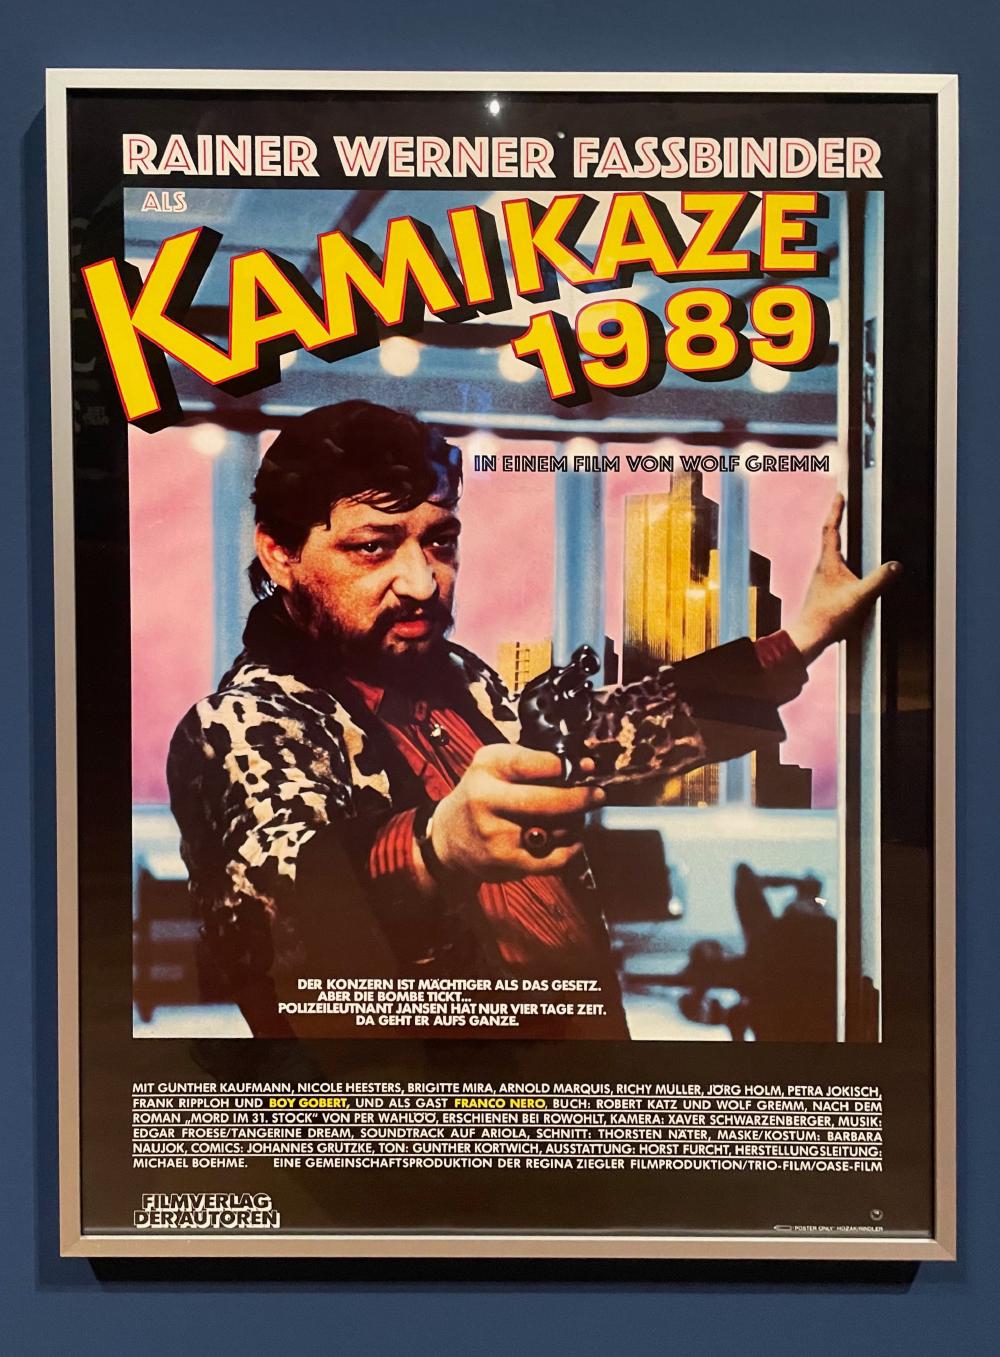 RAINER WERNER FASSBINDER
ALS
KAMIKAZE
1989
IN EINEM FILM VON WOLF GREMM
DER KONZERN IST MÄCHTIGER ALS DAS GESETZ.
ABER DIE BOMBE TICKT...
POLIZEILEUTNANT JANSEN HAT NUR VIER TAGE ZEIT.
DA GEHT ER AUFS GANZE.
MIT GÜNTHER KAUFMANN, NICOLE HEESTERS, BRIGITTE MIRA, ARNOLD MARQUIS, RICHY MÜLLER, JÖRG HOLM, PETRA JOKISCH,
FRANK RIPPLOH UND BOY GOBERT, UND ALS GAST FRANCO NERO, BUCH: ROBERT KATZ UND WOLF GREMM, NACH DEM
ROMAN „MORD IM 31. STOCK“ VON PER WAHLÖÖ, ERSCHIENEN BEI ROWOHLT, KAMERA: XAVER SCHWARZENBERGER, MUSIK:
EDGAR FROESE/TANGERINE DREAM, SOUNDTRACK AUF ARIOLA, SCHNITT: THORSTEN NÄTER, MASKE/KOSTÜM: BARBARA
NAUJOK, COMICS: JOHANNES GRÜTZKE, TON: GÜNTHER KORTWICH, AUSSTATTUNG: HORST FURCHT, HERSTELLUNGSLEITUNG:
MICHAEL BOEHME. EINE GEMEINSCHAFTSPRODUKTION DER REGINA ZIEGLER FILMPRODUKTION/TRIO-FILM/OASE-FILM
FILMVERLAG
DER AUTOREN
"POSTER ONLY"